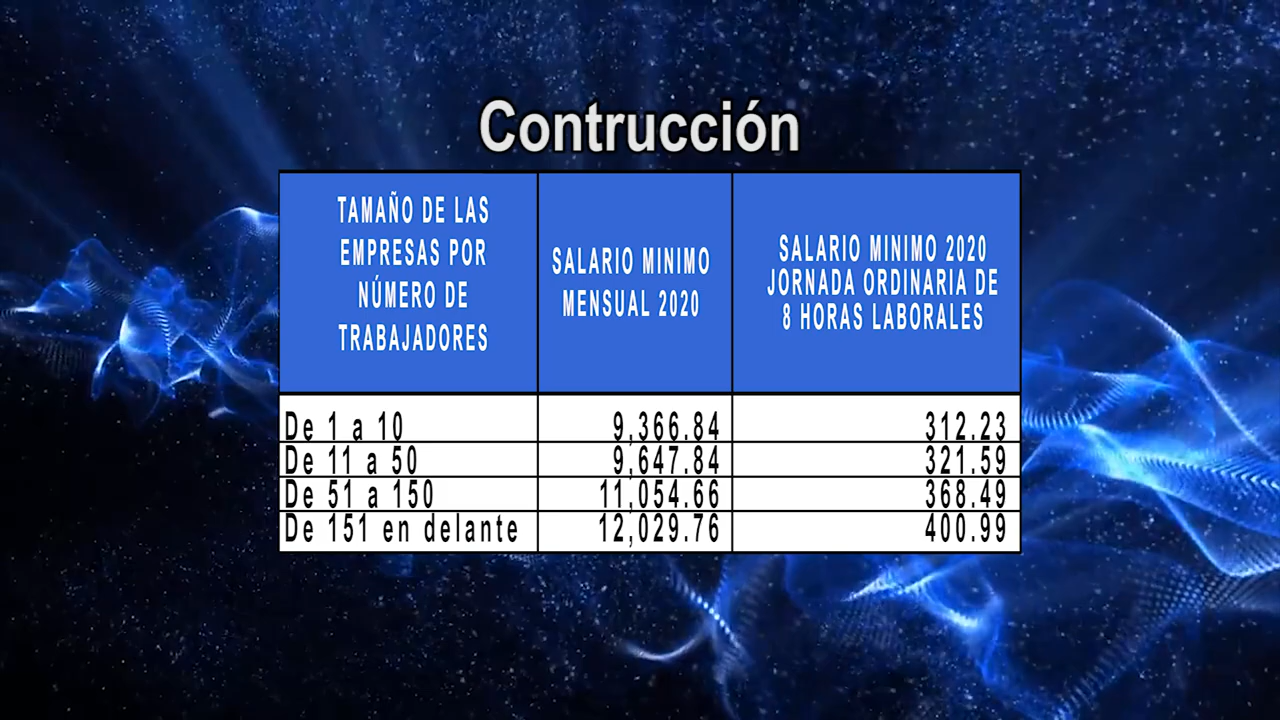 Contrucción
TAMAÑO DE LAS
EMPRESAS POR
NÚMERO DE
TRABAJADORES
SALARIO MINIMO
MENSUAL 2020
SALARIO MINIMO 2020
JORNADA ORDINARIA DE
8 HORAS LABORALES
De 1 a 10 9,366.84 312.23
De 11 a 50 9,647.84 321.59
De 51 a 150 11,054.66 368.49
De 151 en delante 12,029.76 400.99